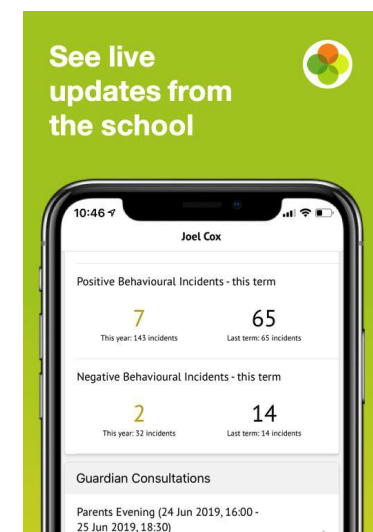 See live
updates from
the school
10:46
Joel Cox
Positive Behavioural Incidents - this term
7 65
This year: 143 incidents Last term: 65 incidents
Negative Behavioural Incidents - this term
2 14
This year: 32 incidents Last term: 14 incidents
Guardian Consultations
Parents Evening (24 Jun 2019, 16:00 -
25 Jun 2019, 18:30)